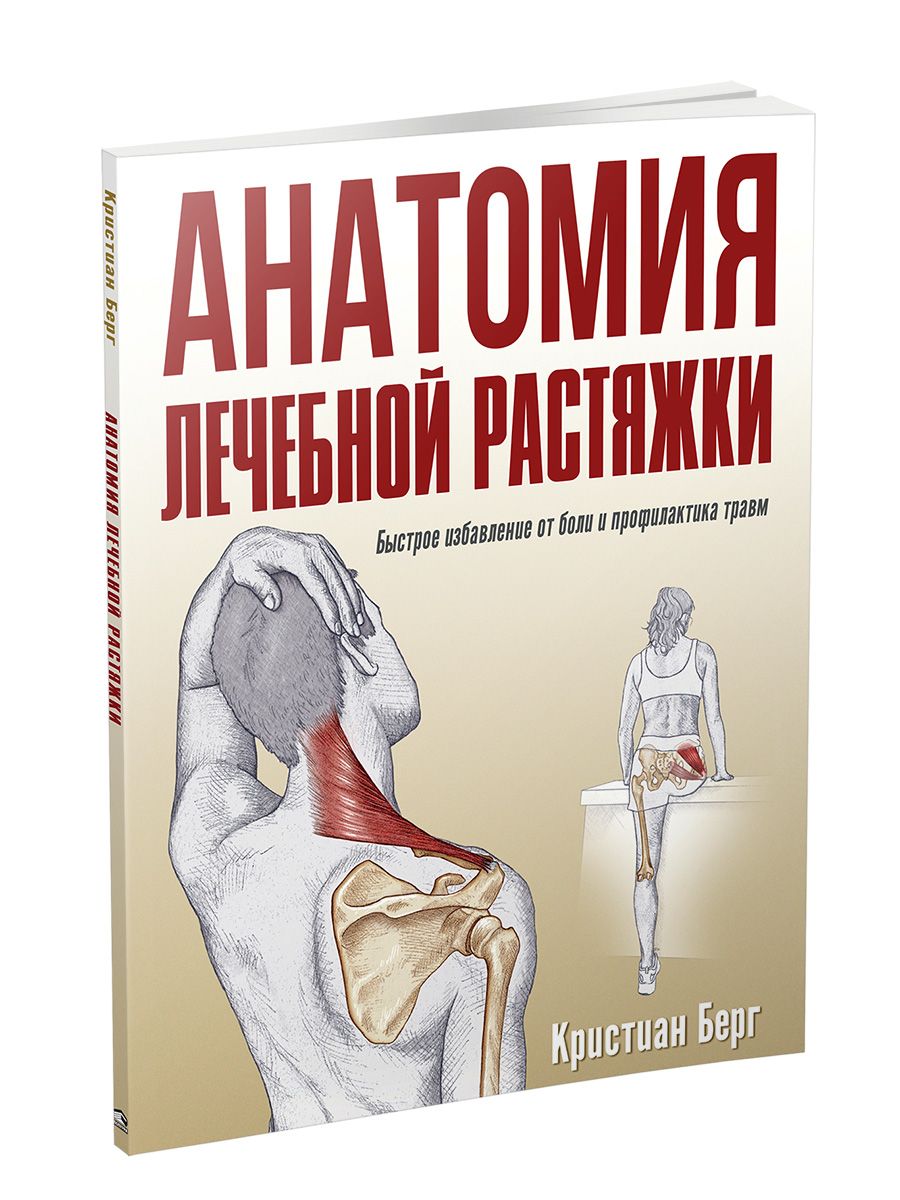 АНАТОМИЯ
ЛЕЧЕБНОЙ РАСТЯЖКИ
Быстрое избавление от боли и профилактика травм
Кристиан Берг
Кристиан Берг
АНАТОМИЯ ЛЕЧЕБНОЙ РАСТЯЖКИ